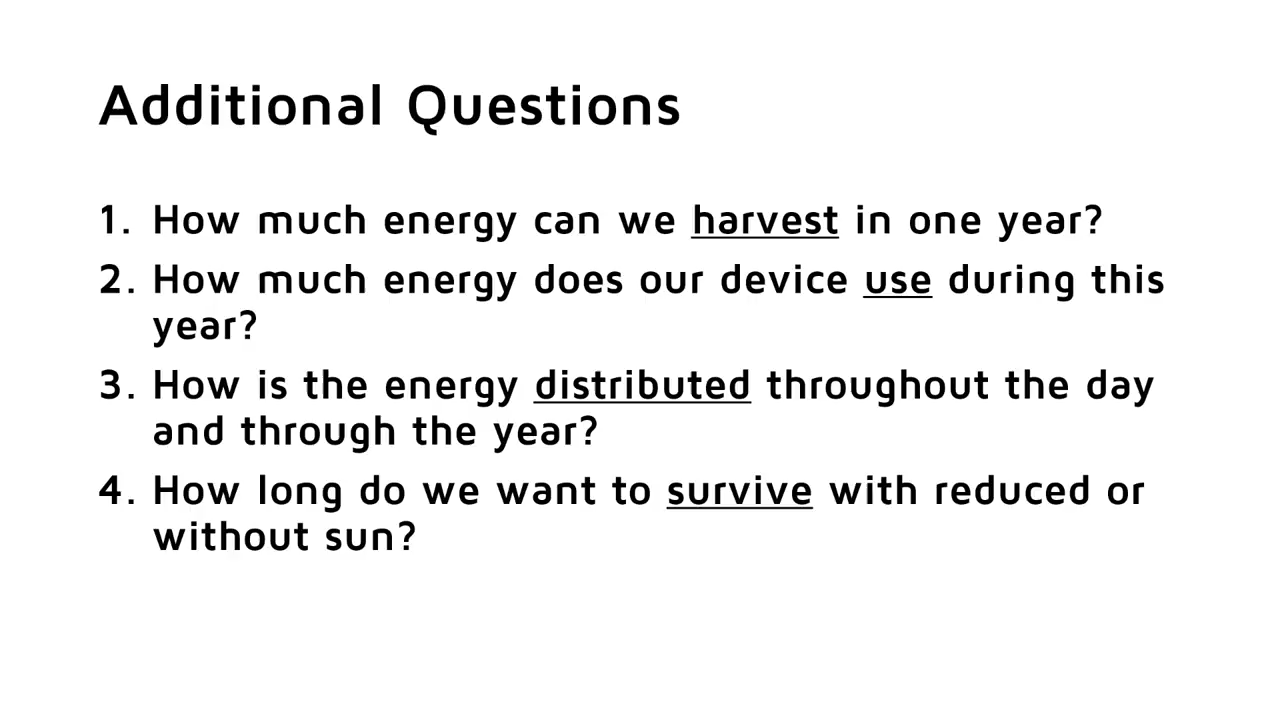 Additional Questions
1. How much energy can we harvest in one year?
2. How much energy does our device use during this
year?
3. How is the energy distributed throughout the day
and through the year?
4. How long do we want to survive with reduced or
without sun?